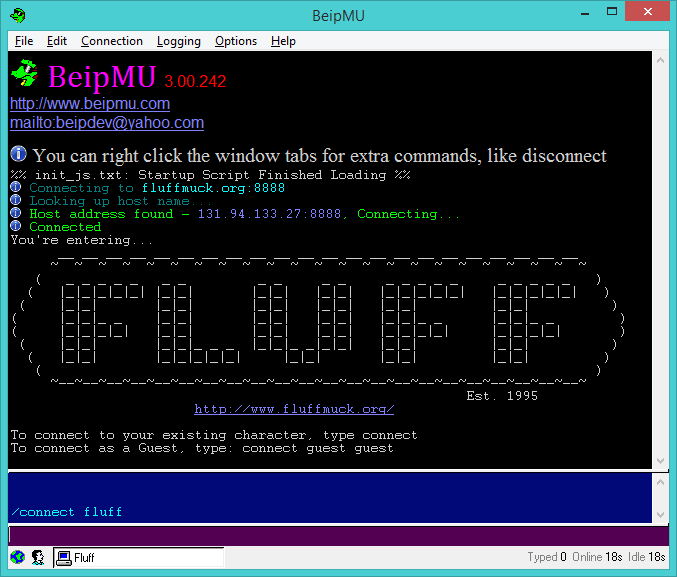 BeipMU
File Edit Connection Logging Options Help
BeipMU 3.00.242
http://www.beipmu.com
mailto:beipdev@yahoo.com
You can right click the window tabs for extra commands, like disconnect
%% init_js.txt: Startup Script Finished Loading %%
Connecting to fluffmuck.org:8888
Looking up host name...
Host address found - 131.94.133.27:8888, Connecting...
Connected
You're entering...
FLUFF
Est. 1995
http://www.fluffmuck.org/
To connect to your existing character, type connect
To connect as a Guest, type: connect guest guest
/connect fluff
Fluff
Typed 0 Online 18s Idle 18s